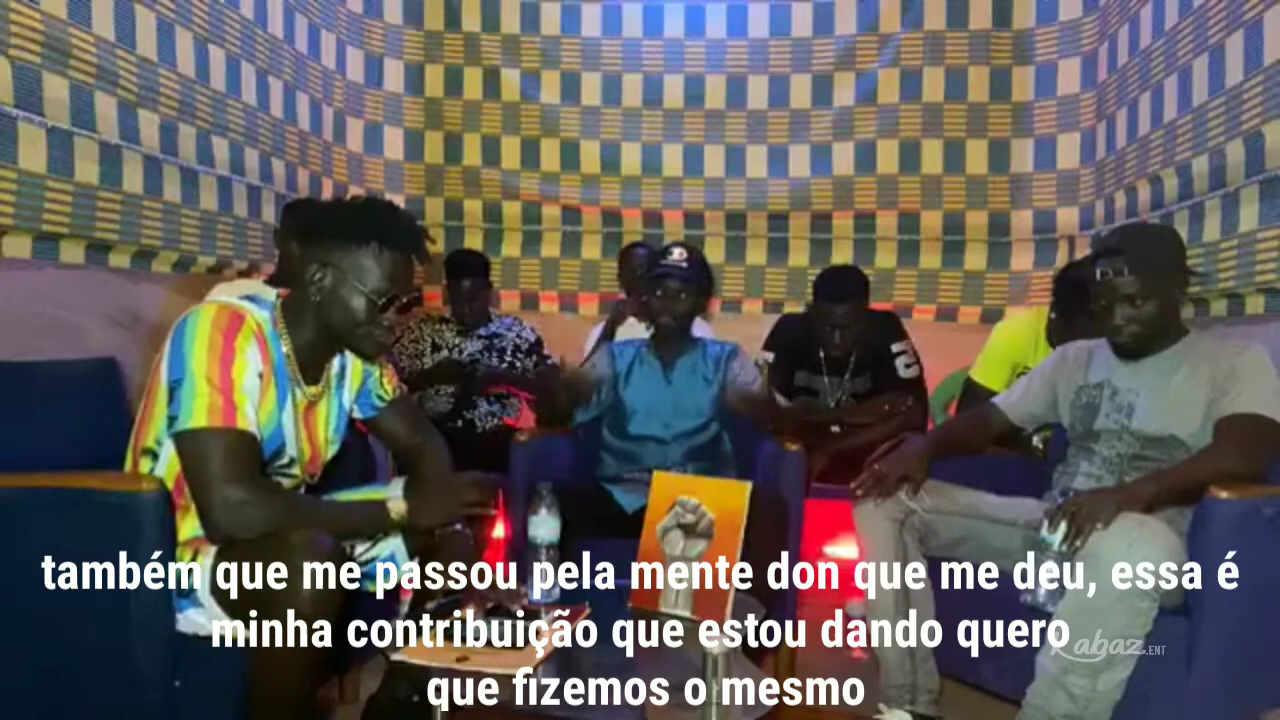 também que me passou pela mente don que me deu, essa é
minha contribuição que estou dando quero
que fizemos o mesmo
Rabaz.ENT